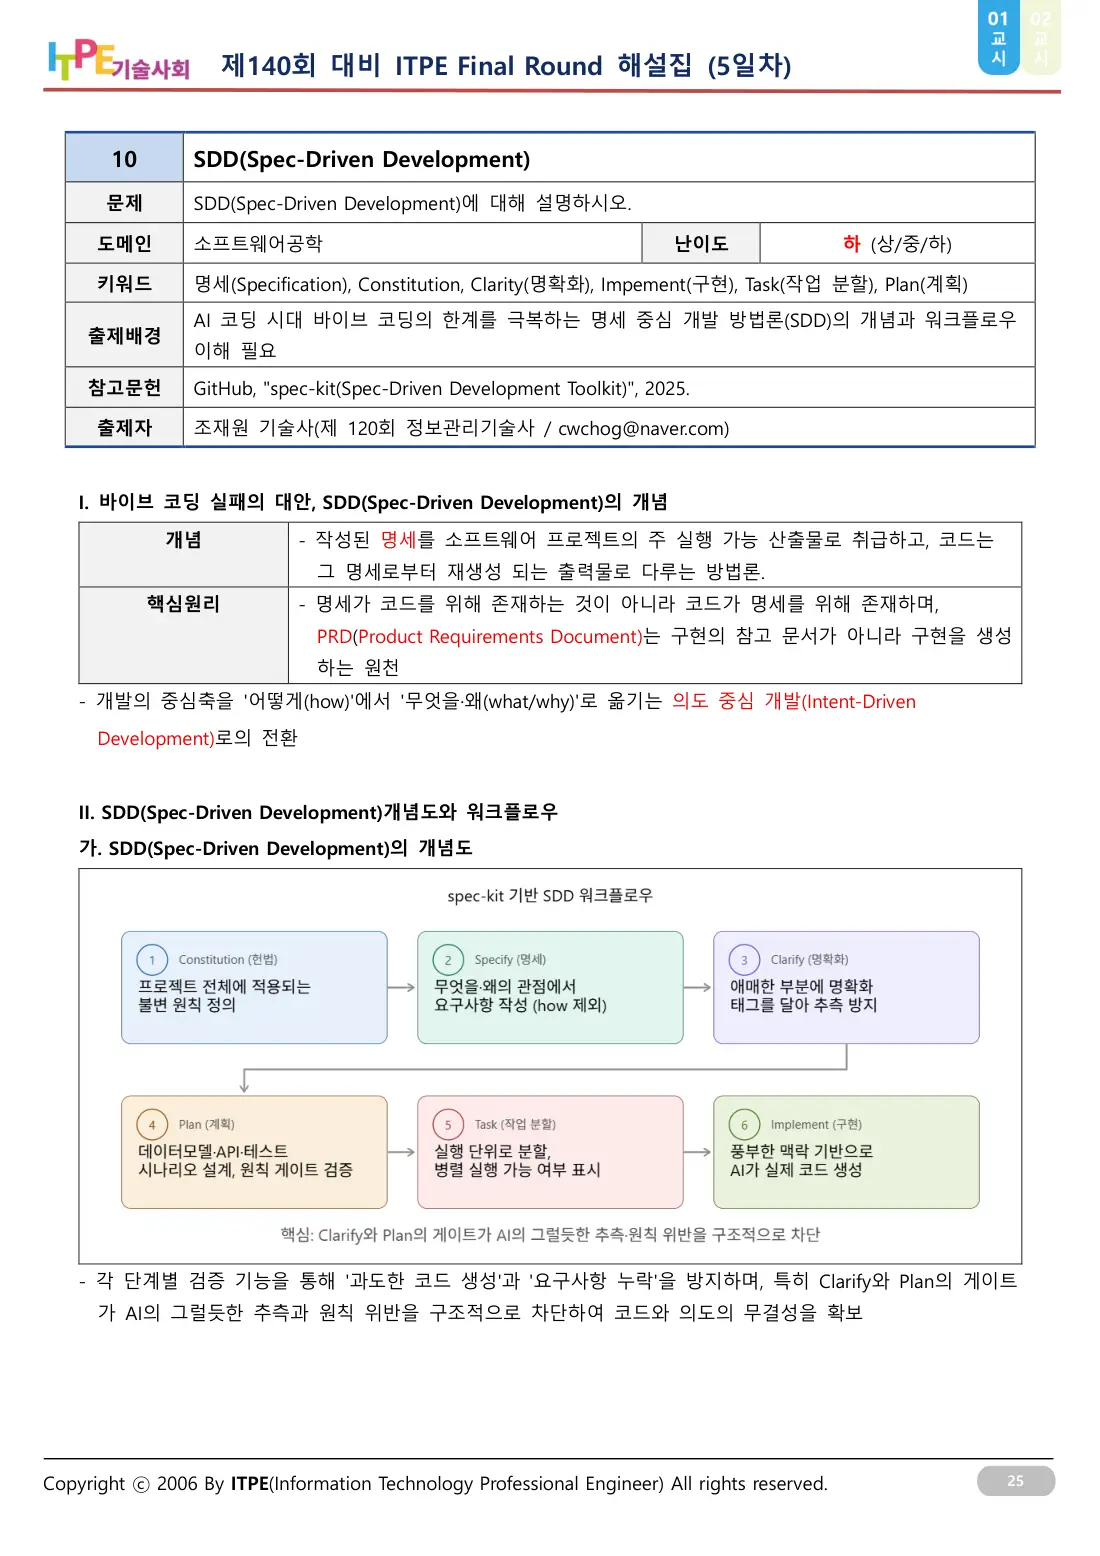 ITPE기술사회 제140회 대비 ITPE Final Round 해설집 (5일차)
01 교시
02 교시
10 SDD(Spec-Driven Development)
문제 SDD(Spec-Driven Development)에 대해 설명하시오.
도메인 소프트웨어공학 난이도 하 (상/중/하)
키워드 명세(Specification), Constitution, Clarity(명확화), Impement(구현), Task(작업 분할), Plan(계획)
출제배경 AI 코딩 시대 바이브 코딩의 한계를 극복하는 명세 중심 개발 방법론(SDD)의 개념과 워크플로우
이해 필요
참고문헌 GitHub, "spec-kit(Spec-Driven Development Toolkit)", 2025.
출제자 조재원 기술사(제 120회 정보관리기술사 / cwchog@naver.com)
I. 바이브 코딩 실패의 대안, SDD(Spec-Driven Development)의 개념
개념 - 작성된 명세를 소프트웨어 프로젝트의 주 실행 가능 산출물로 취급하고, 코드는
그 명세로부터 재생성 되는 출력물로 다루는 방법론.
핵심원리 - 명세가 코드를 위해 존재하는 것이 아니라 코드가 명세를 위해 존재하며,
PRD(Product Requirements Document)는 구현의 참고 문서가 아니라 구현을 생성
하는 원천
- 개발의 중심축을 '어떻게(how)'에서 '무엇을·왜(what/why)'로 옮기는 의도 중심 개발(Intent-Driven
Development)로의 전환
II. SDD(Spec-Driven Development)개념도와 워크플로우
가. SDD(Spec-Driven Development)의 개념도
spec-kit 기반 SDD 워크플로우
1 Constitution (헌법)
프로젝트 전체에 적용되는
불변 원칙 정의
2 Specify (명세)
무엇을·왜의 관점에서
요구사항 작성 (how 제외)
3 Clarify (명확화)
애매한 부분에 명확화
태그를 달아 추측 방지
4 Plan (계획)
데이터모델·API·테스트
시나리오 설계, 원칙 게이트 검증
5 Task (작업 분할)
실행 단위로 분할,
병렬 실행 가능 여부 표시
6 Implement (구현)
풍부한 맥락 기반으로
AI가 실제 코드 생성
핵심: Clarify와 Plan의 게이트가 AI의 그럴듯한 추측·원칙 위반을 구조적으로 차단
- 각 단계별 검증 기능을 통해 '과도한 코드 생성'과 '요구사항 누락'을 방지하며, 특히 Clarify와 Plan의 게이트
가 AI의 그럴듯한 추측과 원칙 위반을 구조적으로 차단하여 코드와 의도의 무결성을 확보
Copyright ⓒ 2006 By ITPE(Information Technology Professional Engineer) All rights reserved.
25